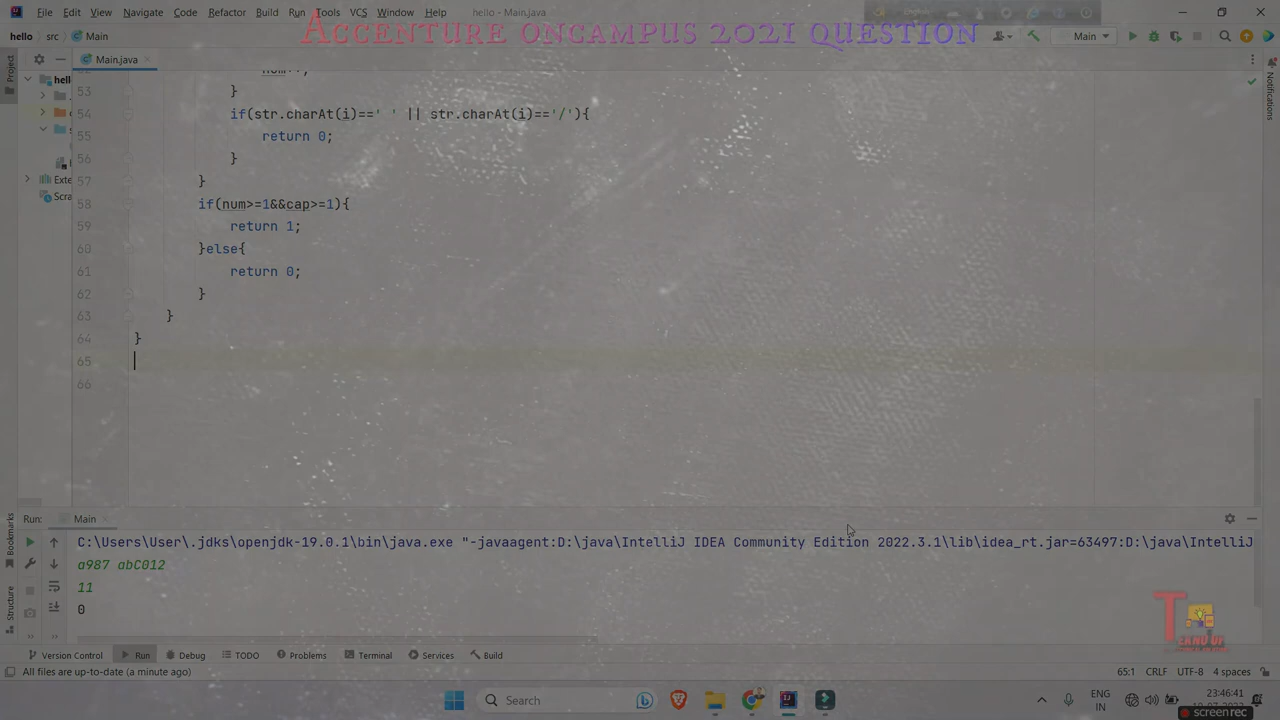 File Edit View Navigate Code Refactor Build Run Tools VCS Window Help hello - Main.java
Accenture oncampus 2021 question
hello src Main
Main
Project
Main.java
Notifications
53 }
54 if(str.charAt(i)==' ' || str.charAt(i)=='/'){
55 return 0;
56 }
57 }
58 if(num>=1&&cap>=1){
59 return 1;
60 }else{
61 return 0;
62 }
63 }
64 }
65
66
Bookmarks
Structure
Run: Main
C:\Users\User\.jdks\openjdk-19.0.1\bin\java.exe "-javaagent:D:\java\IntelliJ IDEA Community Edition 2022.3.1\lib\idea_rt.jar=63497:D:\java\IntelliJ
a987 abC012
11
0
Version Control Run Debug TODO Problems Terminal Services Build
All files are up-to-date (a minute ago) 65:1 CRLF UTF-8 4 spaces
Search
ENG
IN
23:46:41
screenrec